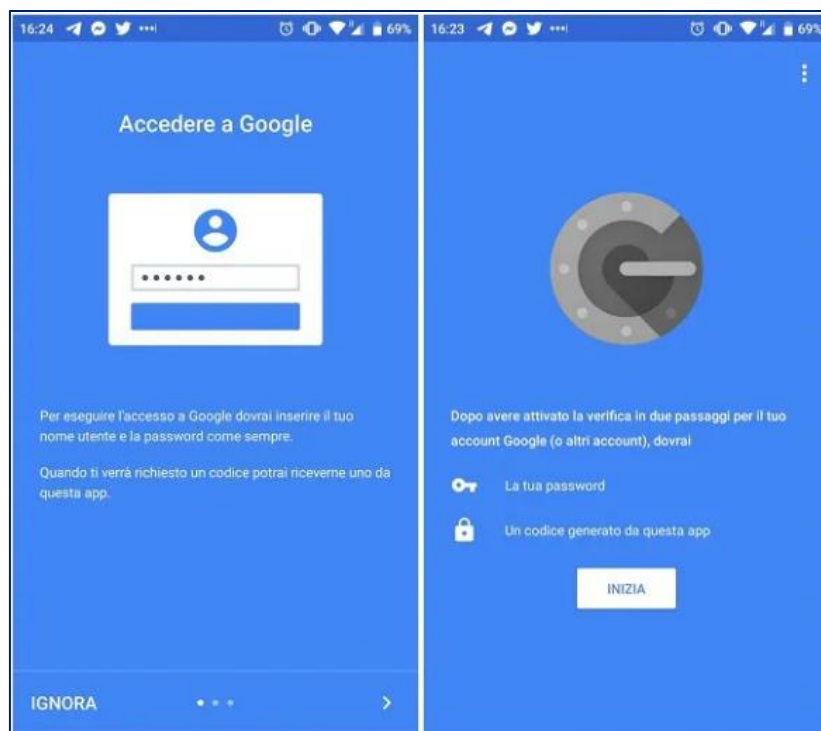 16:24
69%
Accedere a Google
Per eseguire l'accesso a Google dovrai inserire il tuo
nome utente e la password come sempre.
Quando ti verrà richiesto un codice potrai riceverne uno da
questa app.
IGNORA
16:23
69%
Dopo avere attivato la verifica in due passaggi per il tuo
account Google (o altri account), dovrai
La tua password
Un codice generato da questa app
INIZIA